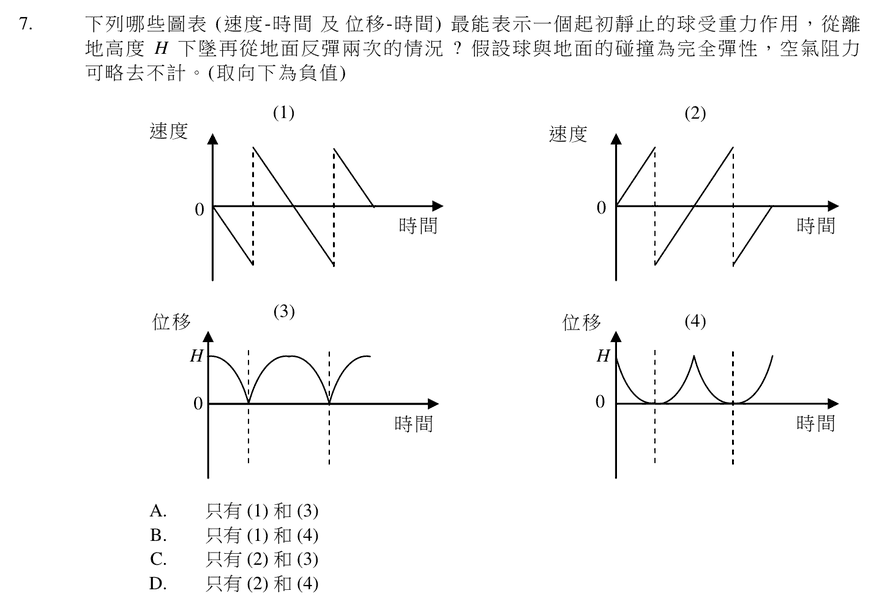 7. 下列哪些圖表 (速度-時間 及 位移-時間) 最能表示一個起初靜止的球受重力作用，從離
地高度 H 下墜再從地面反彈兩次的情況 ? 假設球與地面的碰撞為完全彈性，空氣阻力
可略去不計。(取向下為負值)
(1)
速度
0
時間
(2)
速度
0
時間
(3)
位移
H
0
時間
(4)
位移
H
0
時間
A. 只有 (1) 和 (3)
B. 只有 (1) 和 (4)
C. 只有 (2) 和 (3)
D. 只有 (2) 和 (4)